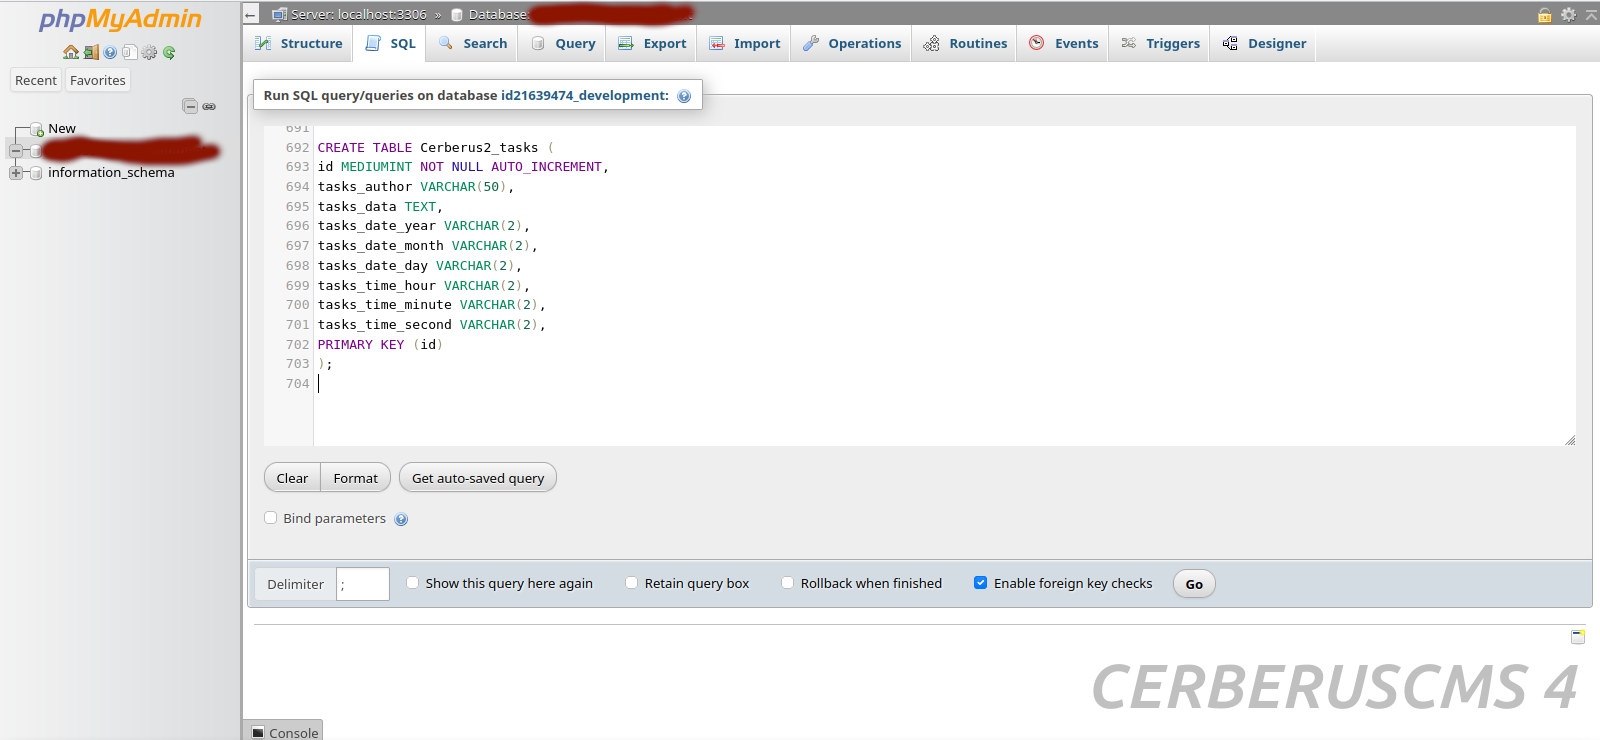 phpMyAdmin
Recent Favorites
New
information_schema
Server: localhost:3306 » Database:
Structure SQL Search Query Export Import Operations Routines Events Triggers Designer
Run SQL query/queries on database id21639474_development:
691
692 CREATE TABLE Cerberus2_tasks (
693 id MEDIUMINT NOT NULL AUTO_INCREMENT,
694 tasks_author VARCHAR(50),
695 tasks_data TEXT,
696 tasks_date_year VARCHAR(2),
697 tasks_date_month VARCHAR(2),
698 tasks_date_day VARCHAR(2),
699 tasks_time_hour VARCHAR(2),
700 tasks_time_minute VARCHAR(2),
701 tasks_time_second VARCHAR(2),
702 PRIMARY KEY (id)
703 );
704
Clear Format Get auto-saved query
Bind parameters
Delimiter ; Show this query here again Retain query box Rollback when finished Enable foreign key checks Go
CERBERUSCMS 4
Console